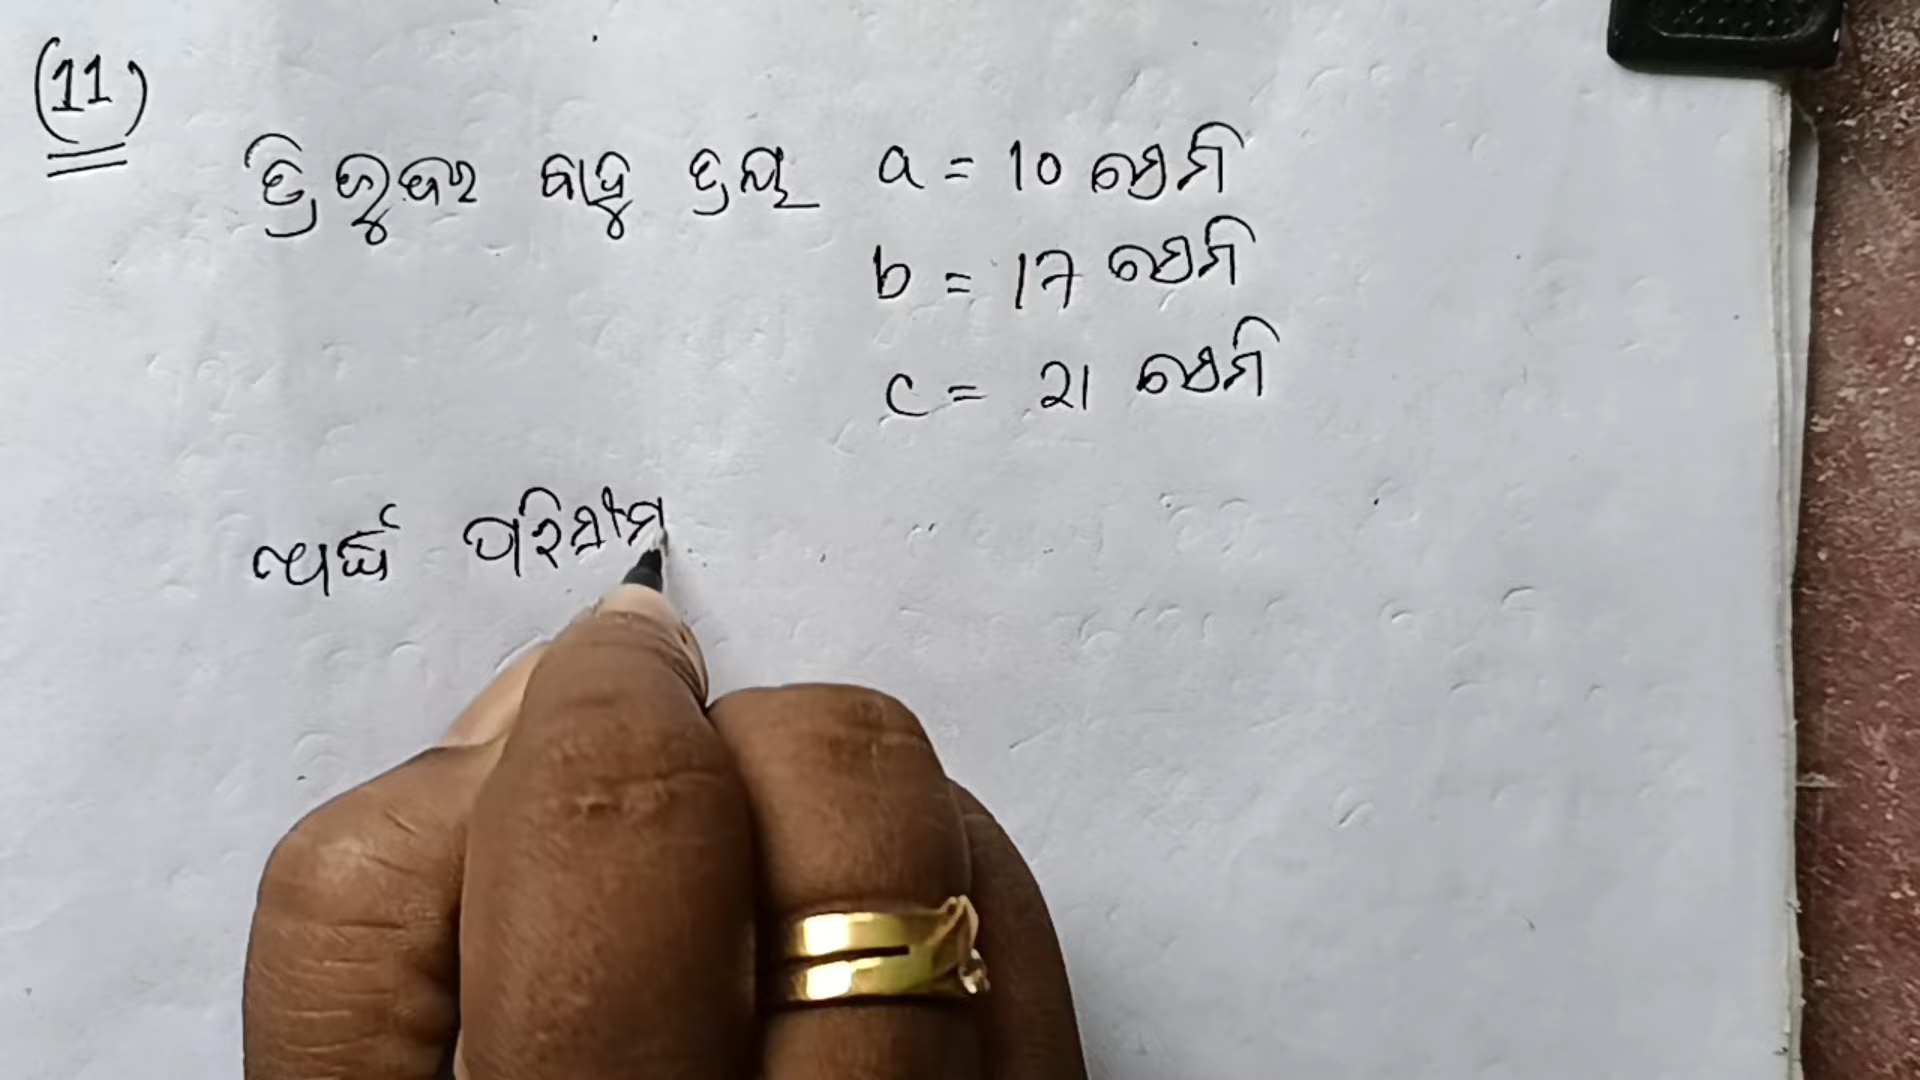 (11)
ତ୍ରିଭୁଜର ବାହୁ ତ୍ରୟ a = 10 ସେମି
b = 17 ସେମି
c = 21 ସେମି
ଅର୍ଦ୍ଧ ପରିସୀମା